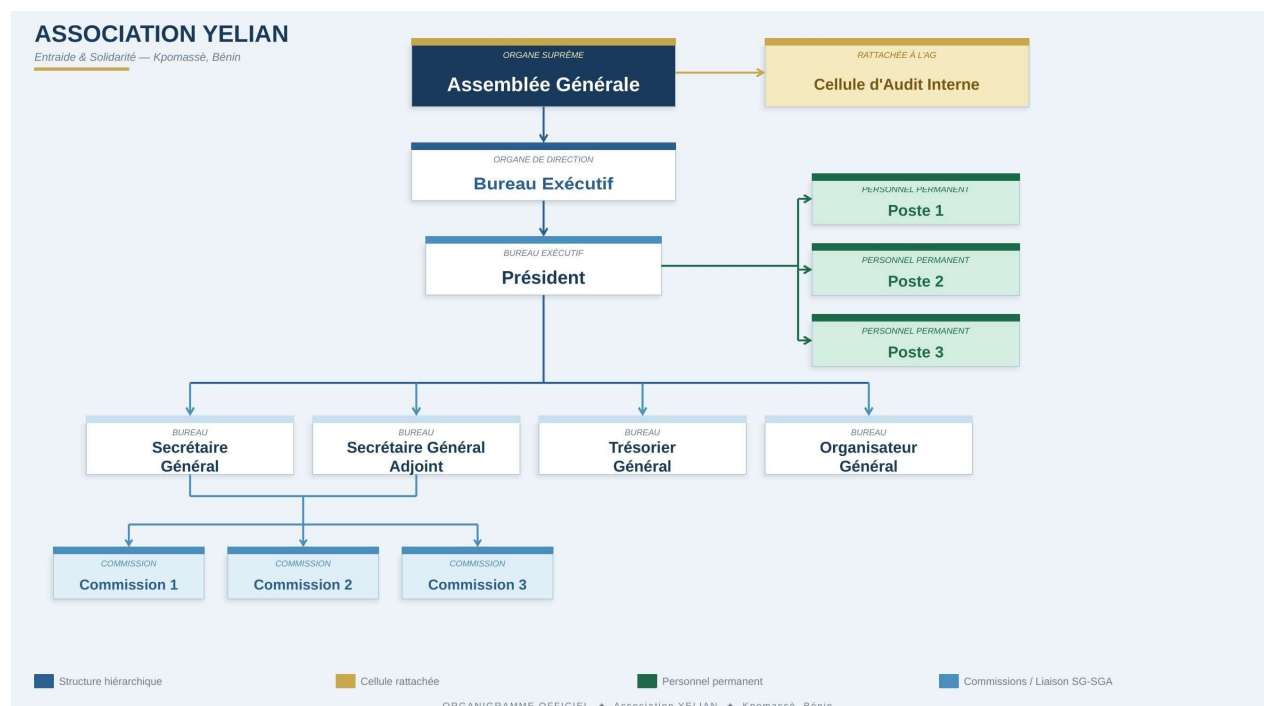 ASSOCIATION YELIAN
Entraide & Solidarité — Kpomassè, Bénin
ORGANE SUPRÊME
Assemblée Générale
RATTACHÉE À L'AG
Cellule d'Audit Interne
ORGANE DE DIRECTION
Bureau Exécutif
PERSONNEL PERMANENT
Poste 1
BUREAU EXÉCUTIF
Président
PERSONNEL PERMANENT
Poste 2
PERSONNEL PERMANENT
Poste 3
BUREAU
Secrétaire
Général
BUREAU
Secrétaire Général
Adjoint
BUREAU
Trésorier
Général
BUREAU
Organisateur
Général
COMMISSION
Commission 1
COMMISSION
Commission 2
COMMISSION
Commission 3
Structure hiérarchique
Cellule rattachée
Personnel permanent
Commissions / Liaison SG-SGA
ORGANIGRAMME OFFICIEL ✦ Association YELIAN ✦ Kpomassè, Bénin